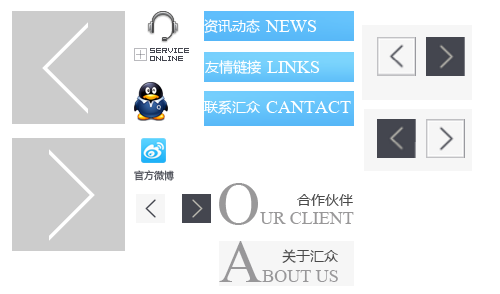 SERVICE
ONLINE
官方微博
资讯动态 NEWS
友情链接 LINKS
联系汇众 CANTACT
合作伙伴
OUR CLIENT
关于汇众
ABOUT US